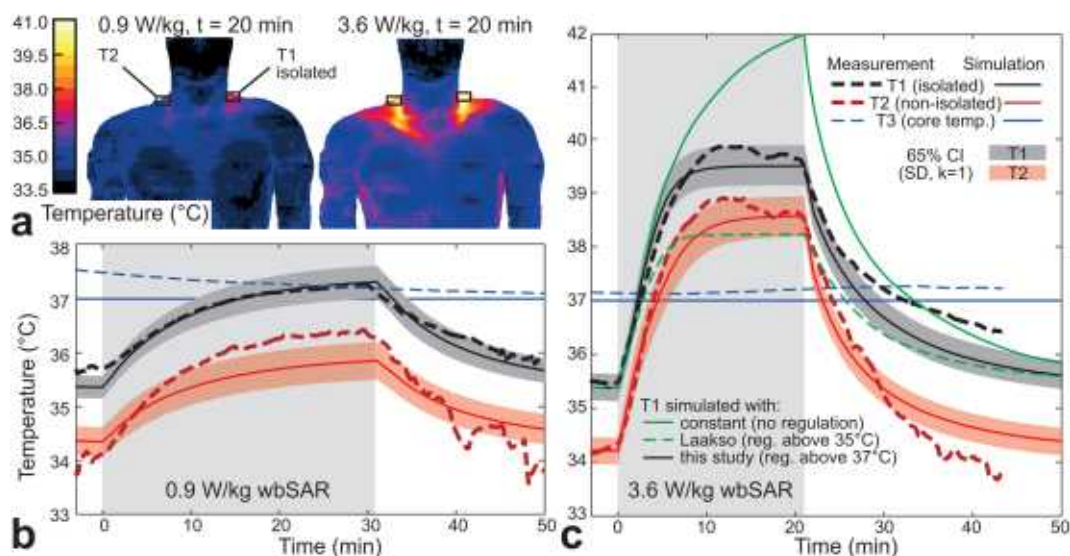 41.0
39.5
38.0
36.5
35.0
33.5
0.9 W/kg, t = 20 min
3.6 W/kg, t = 20 min
T2
T1
isolated
Temperature (°C)
a
38
37
36
35
34
33
Temperature (°C)
0.9 W/kg wbSAR
0 10 20 30 40 50
Time (min)
b
42
41
40
39
38
37
36
35
34
33
Measurement Simulation
T1 (isolated)
T2 (non-isolated)
T3 (core temp.)
65% CI
(SD, k=1)
T1
T2
T1 simulated with:
constant (no regulation)
Laakso (reg. above 35°C)
this study (reg. above 37°C)
3.6 W/kg wbSAR
0 10 20 30 40 50
Time (min)
c